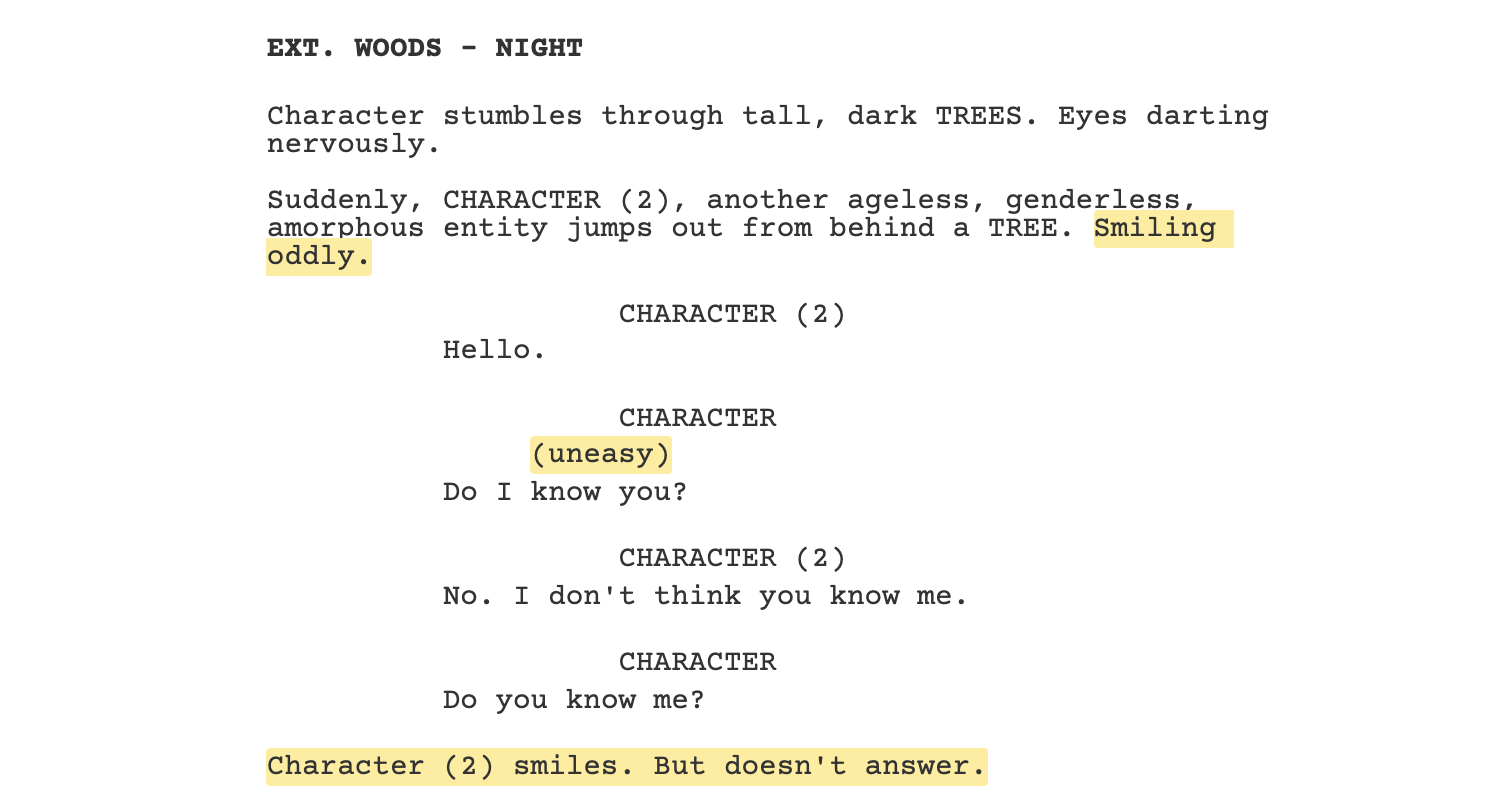 EXT. WOODS - NIGHT
Character stumbles through tall, dark TREES. Eyes darting
nervously.
Suddenly, CHARACTER (2), another ageless, genderless,
amorphous entity jumps out from behind a TREE. Smiling
oddly.
CHARACTER (2)
Hello.
CHARACTER
(uneasy)
Do I know you?
CHARACTER (2)
No. I don't think you know me.
CHARACTER
Do you know me?
Character (2) smiles. But doesn't answer.